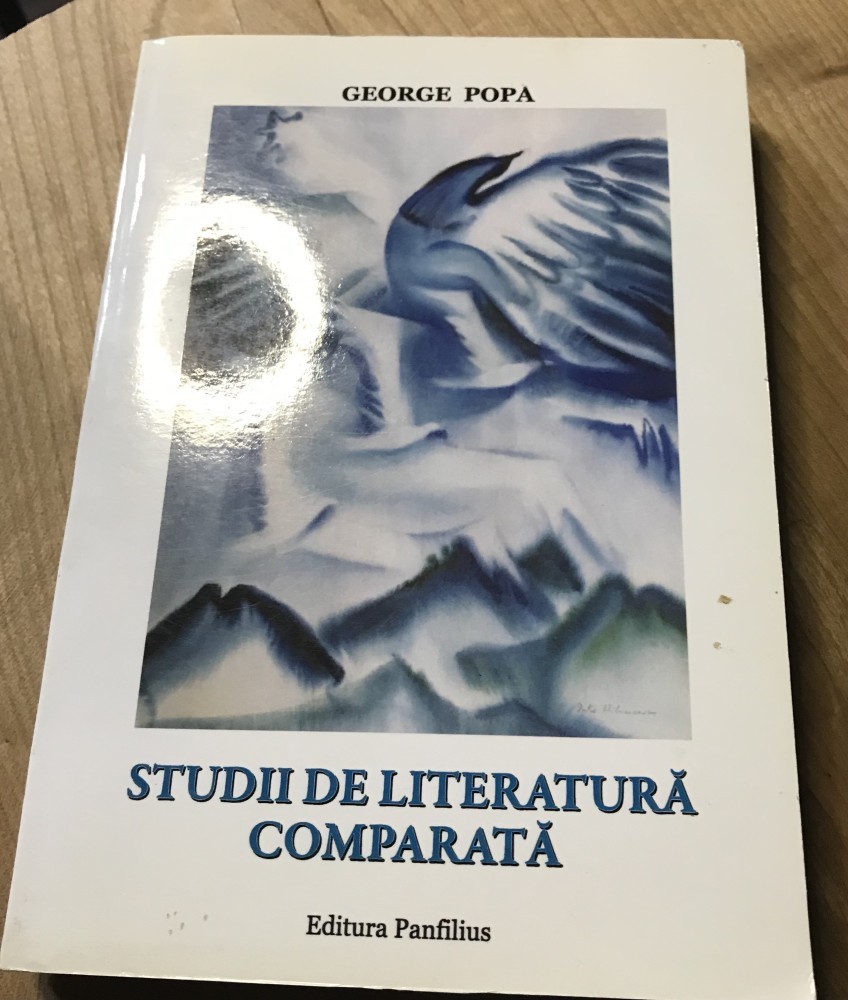 GEORGE POPA
STUDII DE LITERATURĂ
COMPARATĂ
Editura Panfilius